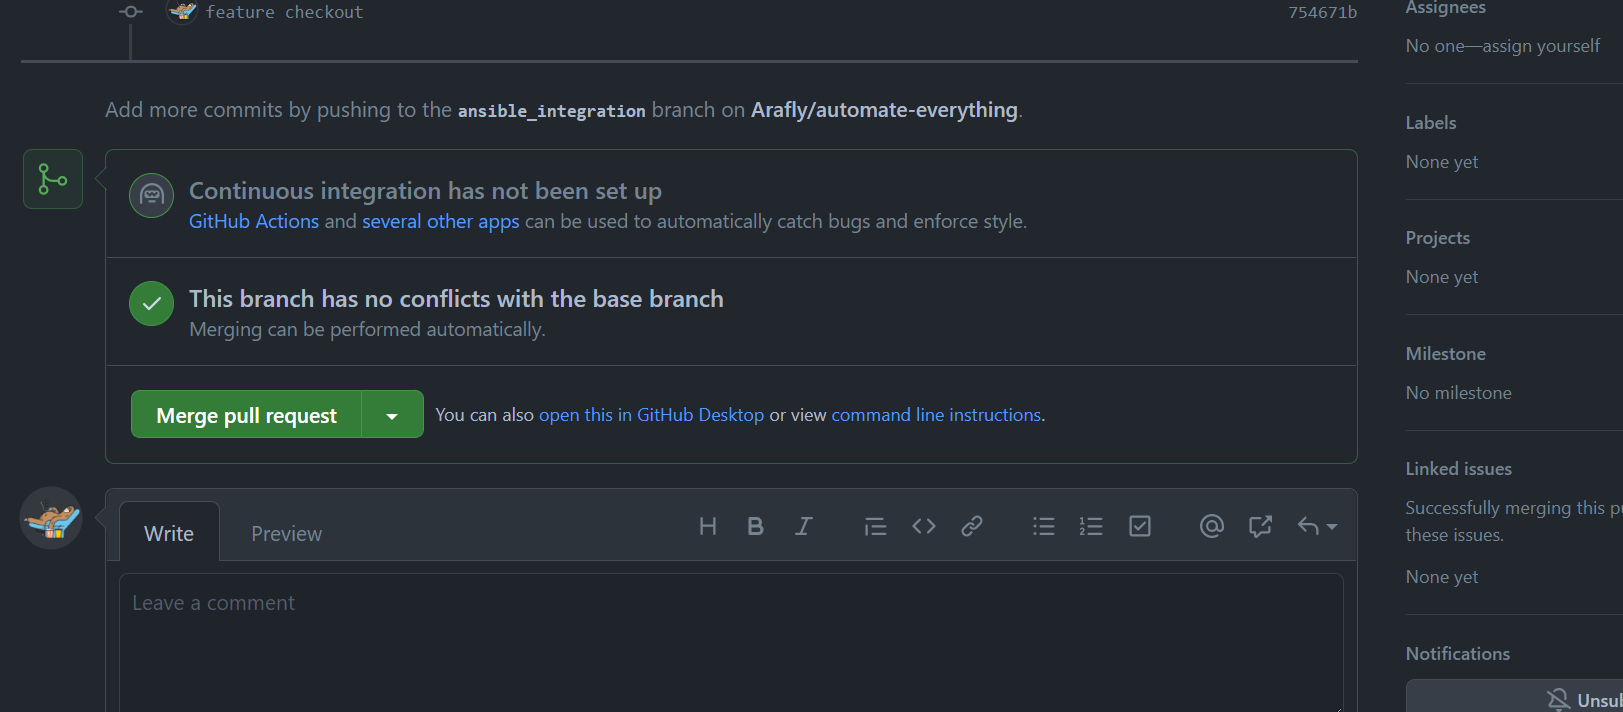 feature checkout
754671b
Add more commits by pushing to the ansible_integration branch on Arafly/automate-everything.
Continuous integration has not been set up
GitHub Actions and several other apps can be used to automatically catch bugs and enforce style.
This branch has no conflicts with the base branch
Merging can be performed automatically.
Merge pull request
You can also open this in GitHub Desktop or view command line instructions.
Write
Preview
Leave a comment
Assignees
No one—assign yourself
Labels
None yet
Projects
None yet
Milestone
No milestone
Linked issues
Successfully merging this
these issues.
None yet
Notifications